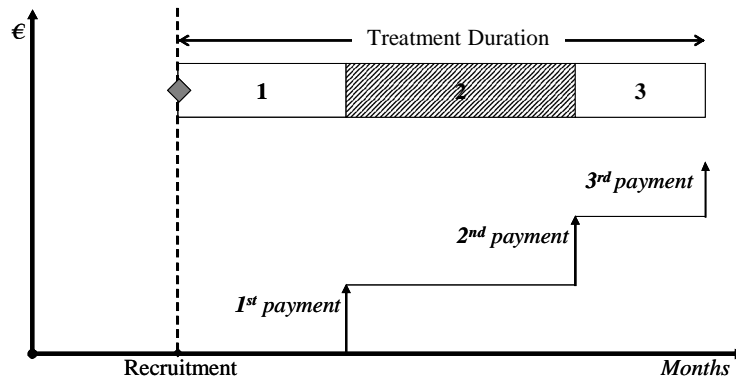 €
Treatment Duration
1 2 3
3rd payment
2nd payment
1st payment
Recruitment Months